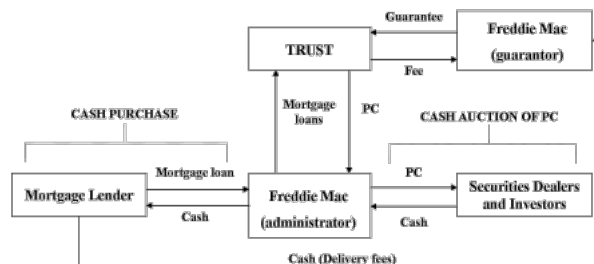 Guarantee
Freddie Mac
(guarantor)
TRUST
Fee
Mortgage
loans
PC
CASH PURCHASE
CASH AUCTION OF PC
Mortgage loan
PC
Mortgage Lender
Freddie Mac
(administrator)
Securities Dealers
and Investors
Cash
Cash
Cash (Delivery fees)